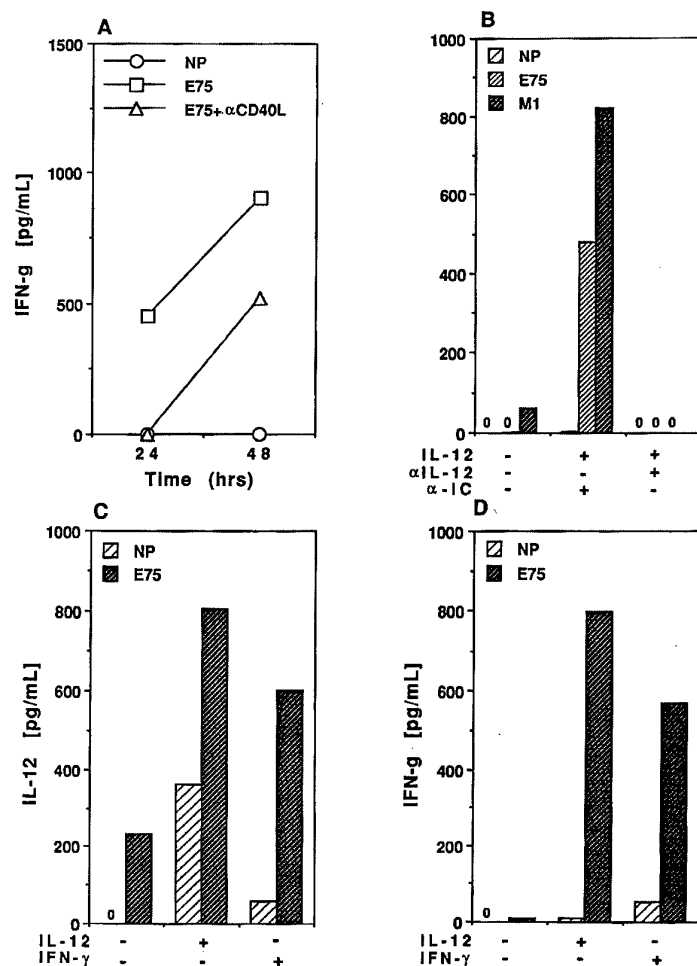 A
1500
1000
500
0
IFN-g [pg/mL]
NP
E75
E75+αCD40L
24 48
Time (hrs)
B
1000
800
600
400
200
0
NP
E75
M1
0 0 0 0 0
IL-12 - + +
αIL-12 - - +
α-IC - + -
C
1000
800
600
400
200
0
IL-12 [pg/mL]
NP
E75
0
IL-12 - + -
IFN-γ - - +
D
1000
800
600
400
200
0
IFN-g [pg/mL]
NP
E75
0
IL-12 - + -
IFN-γ - - +